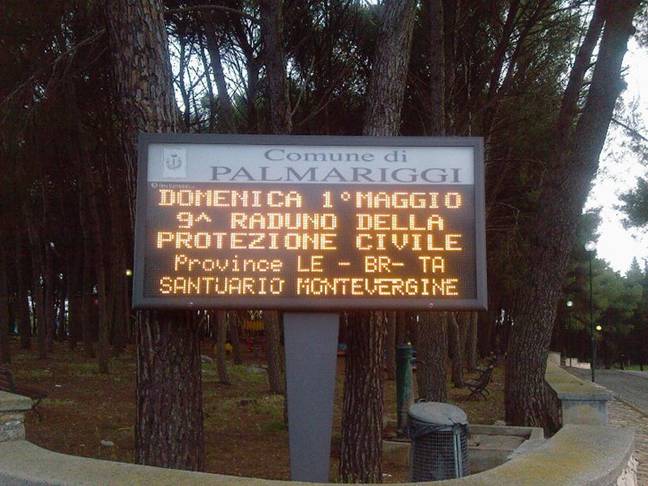 Comune di
PALMARIGGI
DOMENICA 1°MAGGIO
9^ RADUNO DELLA
PROTEZIONE CIVILE
Province LE - BR- TA
SANTUARIO MONTEVERGINE